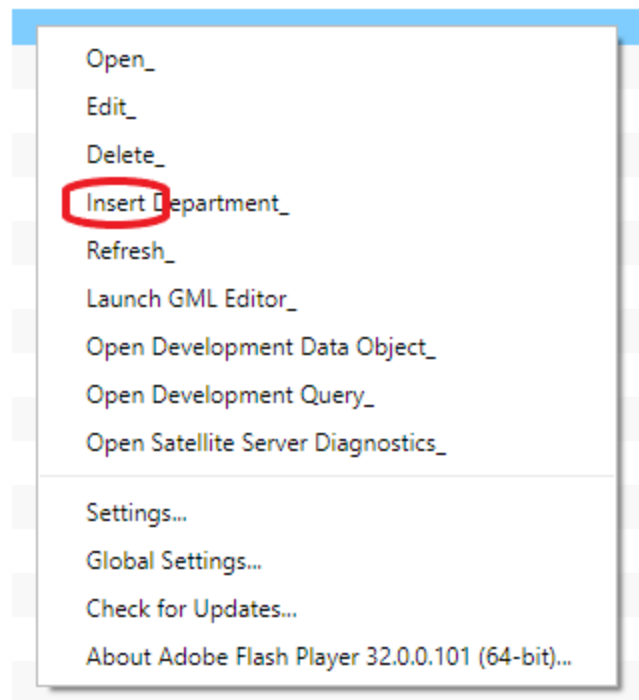 Open_
Edit_
Delete_
Insert Department_
Refresh_
Launch GML Editor_
Open Development Data Object_
Open Development Query_
Open Satellite Server Diagnostics_
Settings...
Global Settings...
Check for Updates...
About Adobe Flash Player 32.0.0.101 (64-bit)...